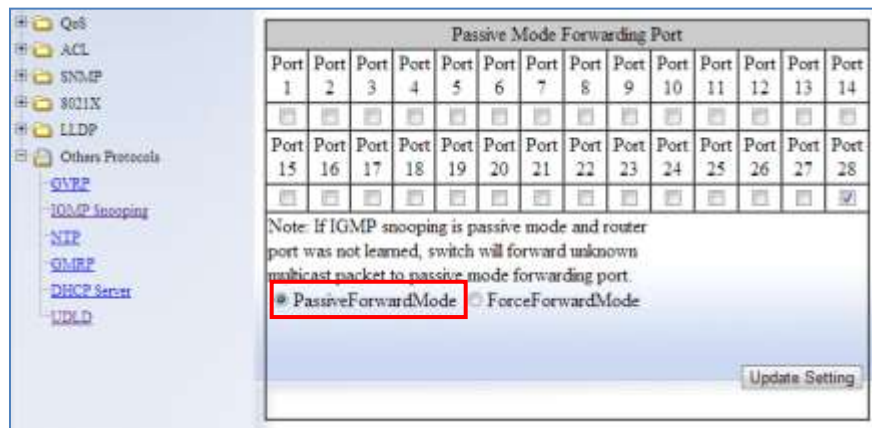 QoS
ACL
SNMP
8021X
LLDP
Others Protocols
GVRP
IGMP Snooping
NTP
GMRP
DHCP Server
UDLD
Passive Mode Forwarding Port
Port 1 Port 2 Port 3 Port 4 Port 5 Port 6 Port 7 Port 8 Port 9 Port 10 Port 11 Port 12 Port 13 Port 14
Port 15 Port 16 Port 17 Port 18 Port 19 Port 20 Port 21 Port 22 Port 23 Port 24 Port 25 Port 26 Port 27 Port 28
Note: If IGMP snooping is passive mode and router
port was not learned, switch will forward unknown
multicast packet to passive mode forwarding port.
PassiveForwardMode ForceForwardMode
Update Setting